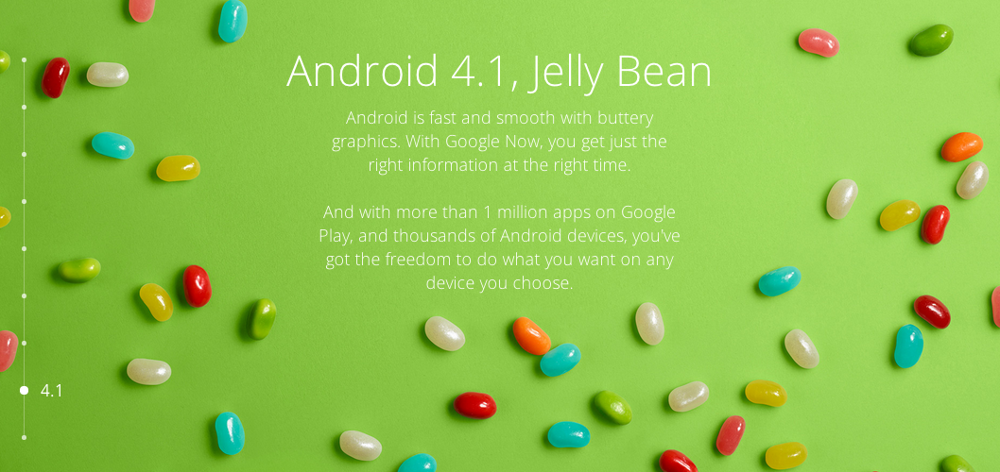 Android 4.1, Jelly Bean
Android is fast and smooth with buttery
graphics. With Google Now, you get just the
right information at the right time.
And with more than 1 million apps on Google
Play, and thousands of Android devices, you've
got the freedom to do what you want on any
device you choose.
4.1